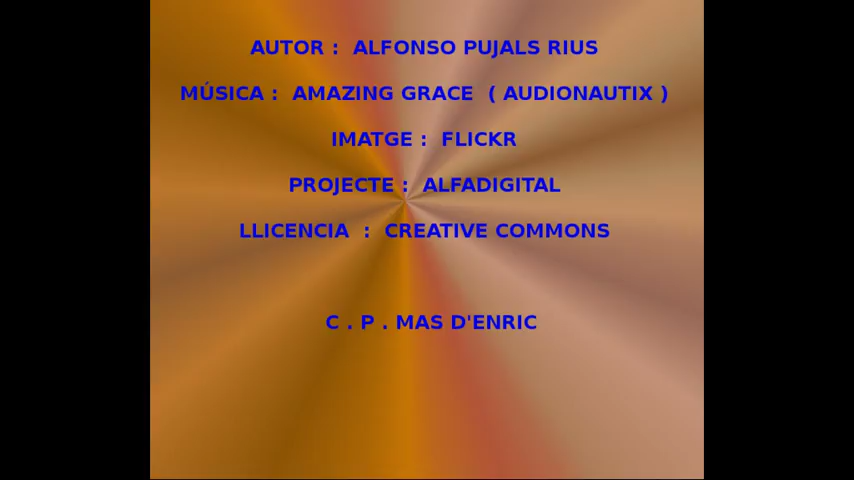 AUTOR : ALFONSO PUJALS RIUS
MÚSICA : AMAZING GRACE ( AUDIONAUTIX )
IMATGE : FLICKR
PROJECTE : ALFADIGITAL
LLICENCIA : CREATIVE COMMONS
C . P . MAS D'ENRIC